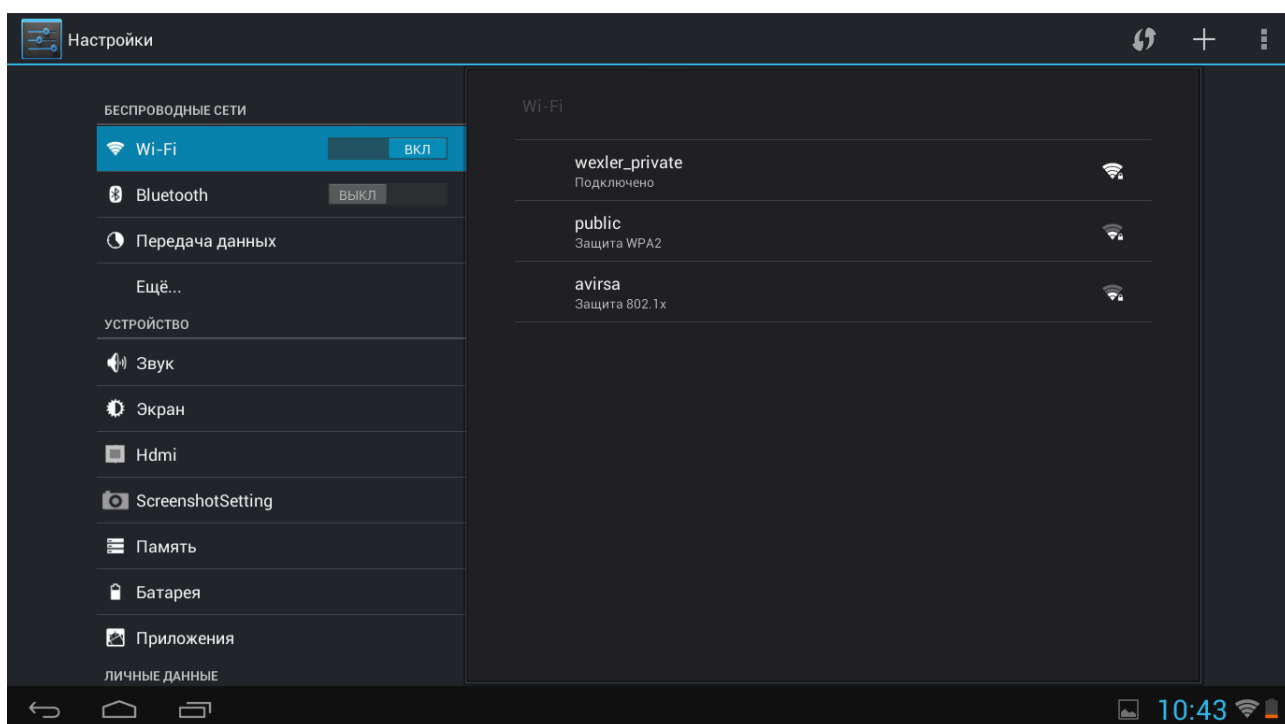 Настройки
БЕСПРОВОДНЫЕ СЕТИ
Wi-Fi ВКЛ
Bluetooth ВЫКЛ
Передача данных
Ещё...
УСТРОЙСТВО
Звук
Экран
Hdmi
ScreenshotSetting
Память
Батарея
Приложения
ЛИЧНЫЕ ДАННЫЕ
Wi-Fi
wexler_private
Подключено
public
Защита WPA2
avirsa
Защита 802.1x
10:43